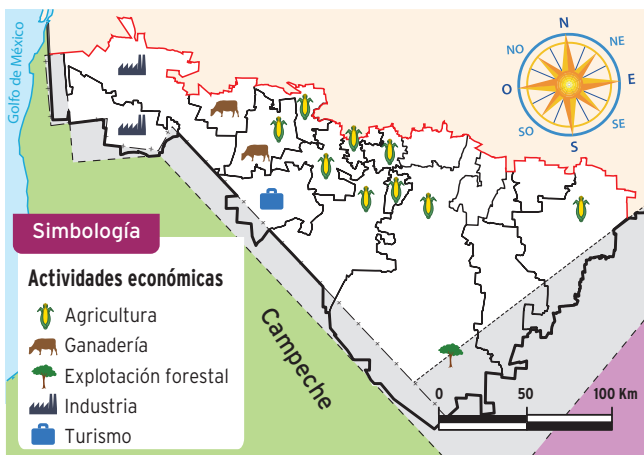 Golfo de México
N
NO
NE
O
E
SO
SE
S
Simbología
Actividades económicas
Agricultura
Ganadería
Explotación forestal
Industria
Turismo
Campeche
0 50 100 Km